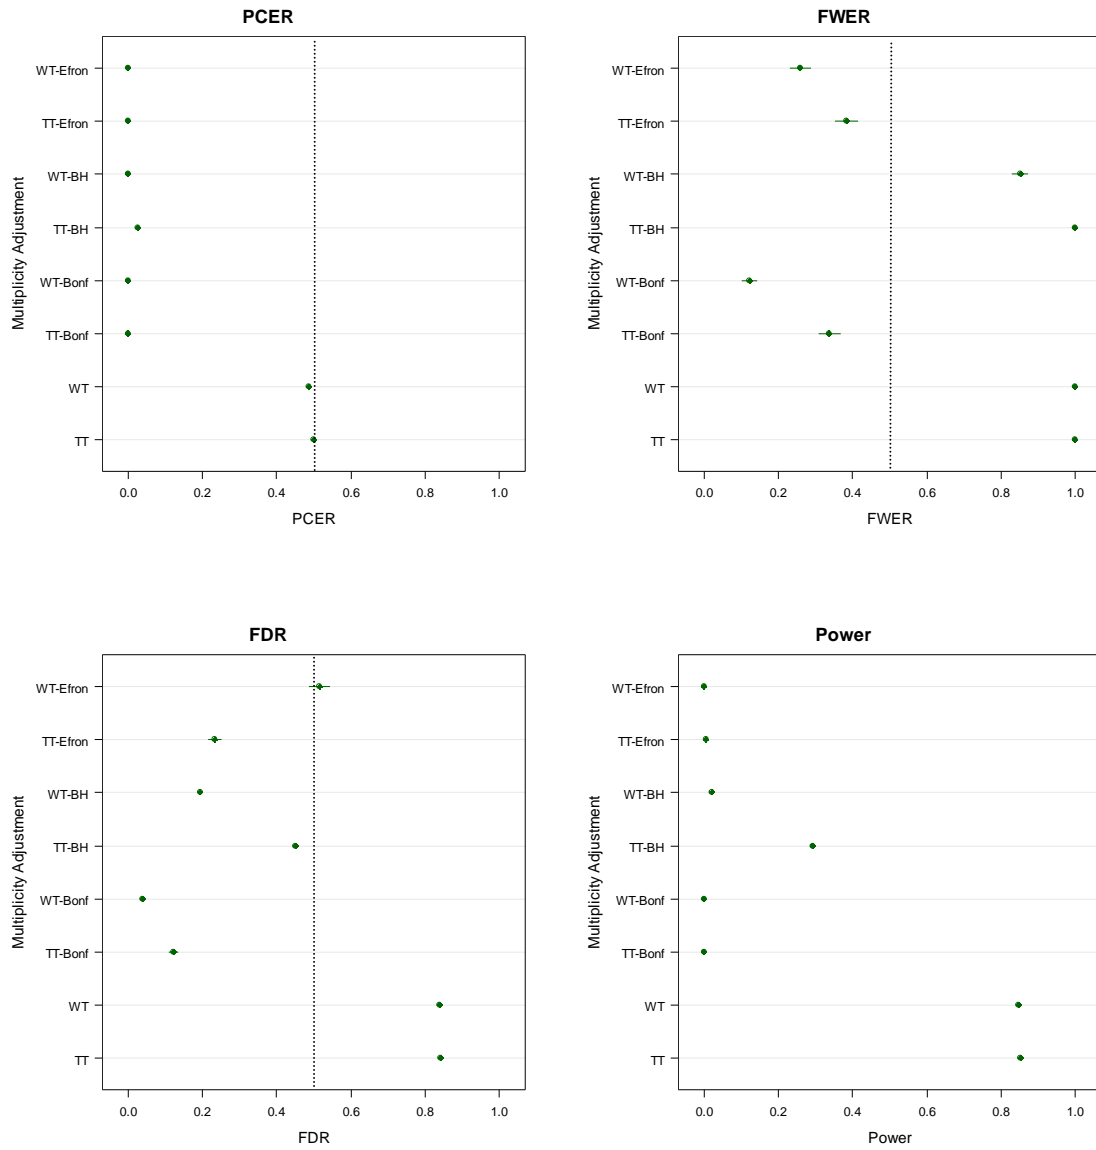 PCER
WT-Efron
TT-Efron
WT-BH
TT-BH
WT-Bonf
TT-Bonf
WT
TT
Multiplicity Adjustment
0.0 0.2 0.4 0.6 0.8 1.0
PCER
FWER
WT-Efron
TT-Efron
WT-BH
TT-BH
WT-Bonf
TT-Bonf
WT
TT
Multiplicity Adjustment
0.0 0.2 0.4 0.6 0.8 1.0
FWER
FDR
WT-Efron
TT-Efron
WT-BH
TT-BH
WT-Bonf
TT-Bonf
WT
TT
Multiplicity Adjustment
0.0 0.2 0.4 0.6 0.8 1.0
FDR
Power
WT-Efron
TT-Efron
WT-BH
TT-BH
WT-Bonf
TT-Bonf
WT
TT
Multiplicity Adjustment
0.0 0.2 0.4 0.6 0.8 1.0
Power